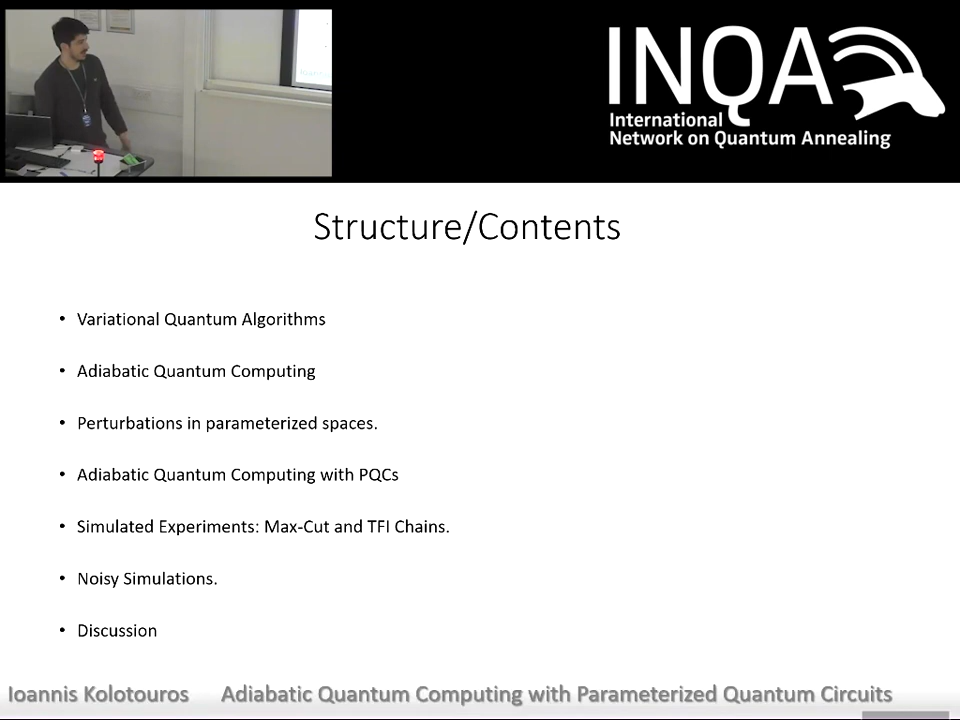 INQA
International
Network on Quantum Annealing
Structure/Contents
• Variational Quantum Algorithms
• Adiabatic Quantum Computing
• Perturbations in parameterized spaces.
• Adiabatic Quantum Computing with PQCs
• Simulated Experiments: Max-Cut and TFI Chains.
• Noisy Simulations.
• Discussion
Ioannis Kolotouros Adiabatic Quantum Computing with Parameterized Quantum Circuits